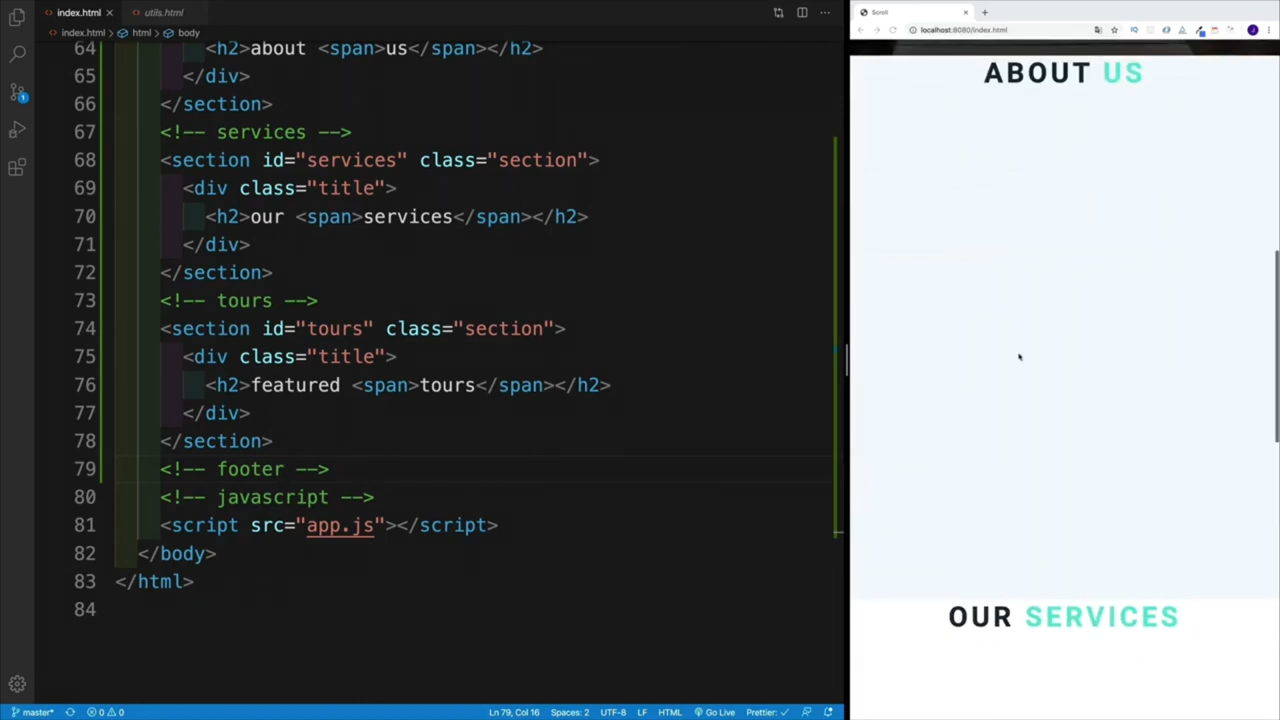 index.html
utils.html
index.html
html
body
64 <h2>about <span>us</span></h2>
65 </div>
66 </section>
67 <!-- services -->
68 <section id="services" class="section">
69 <div class="title">
70 <h2>our <span>services</span></h2>
71 </div>
72 </section>
73 <!-- tours -->
74 <section id="tours" class="section">
75 <div class="title">
76 <h2>featured <span>tours</span></h2>
77 </div>
78 </section>
79 <!-- footer -->
80 <!-- javascript -->
81 <script src="app.js"></script>
82 </body>
83 </html>
84
1
master*
0
0
Ln 79, Col 16
Spaces: 2
UTF-8
LF
HTML
Go Live
Prettier:
Scroll
localhost:8080/index.html
J
ABOUT US
OUR SERVICES